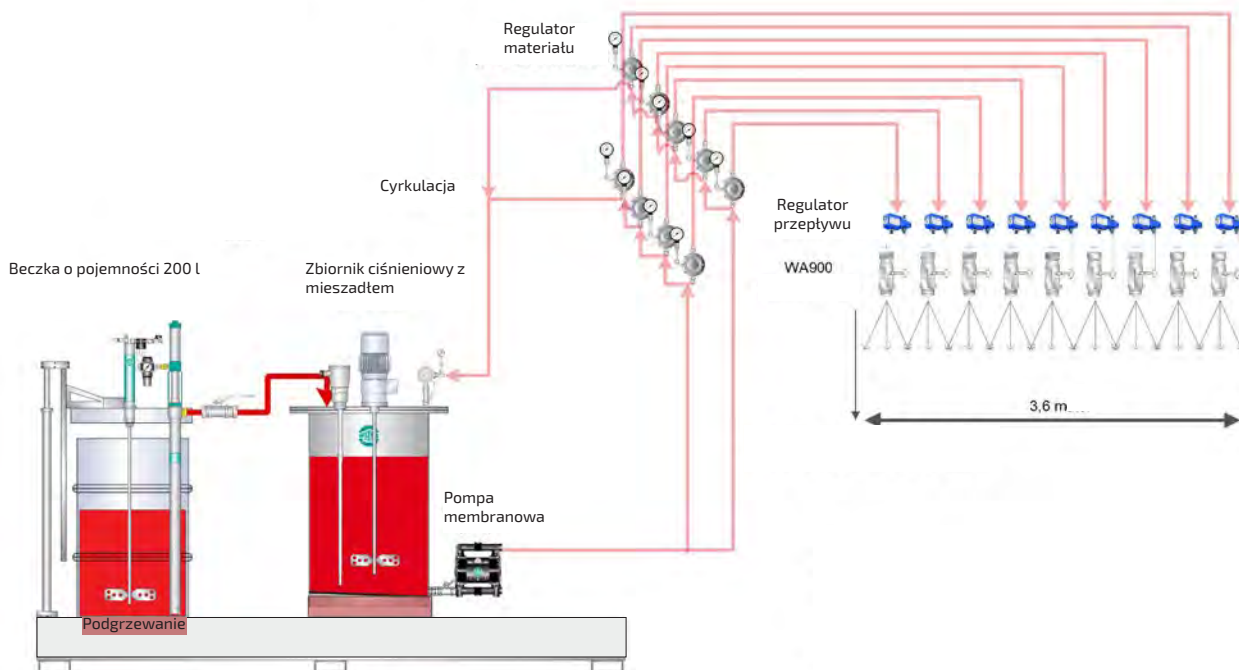 Regulator
materiału
Cyrkulacja
Regulator
przepływu
WA900
Beczka o pojemności 200 l
Zbiornik ciśnieniowy z
mieszadłem
3,6 m
Pompa
membranowa
Podgrzewanie